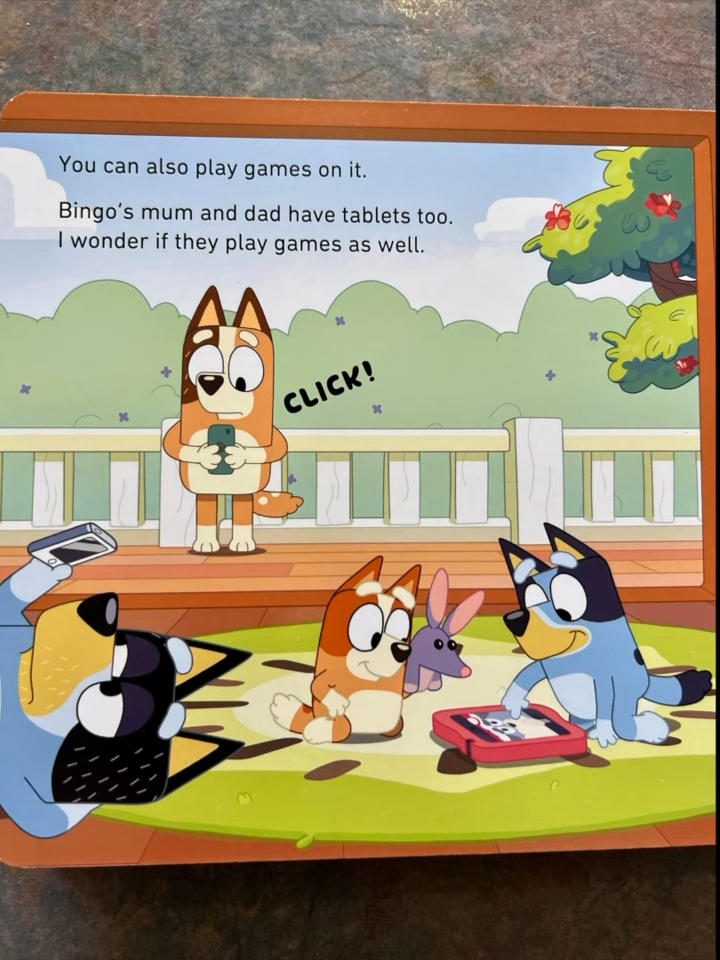 You can also play games on it.
Bingo's mum and dad have tablets too.
I wonder if they play games as well.
CLICK!